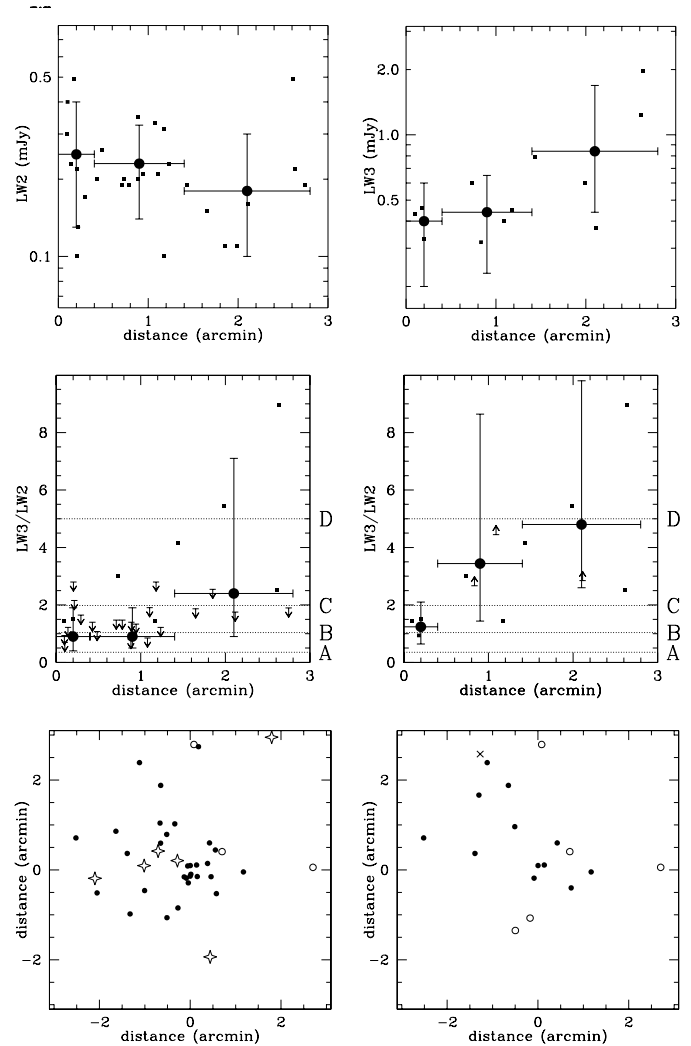 0.5
0.1
LW2 (mJy)
0 1 2 3
distance (arcmin)
2.0
1.0
0.5
LW3 (mJy)
0 1 2 3
distance (arcmin)
8
6
4
2
0
LW3/LW2
D
C
B
A
0 1 2 3
distance (arcmin)
8
6
4
2
0
LW3/LW2
D
C
B
A
0 1 2 3
distance (arcmin)
2
0
−2
distance (arcmin)
−2 0 2
distance (arcmin)
2
0
−2
distance (arcmin)
−2 0 2
distance (arcmin)